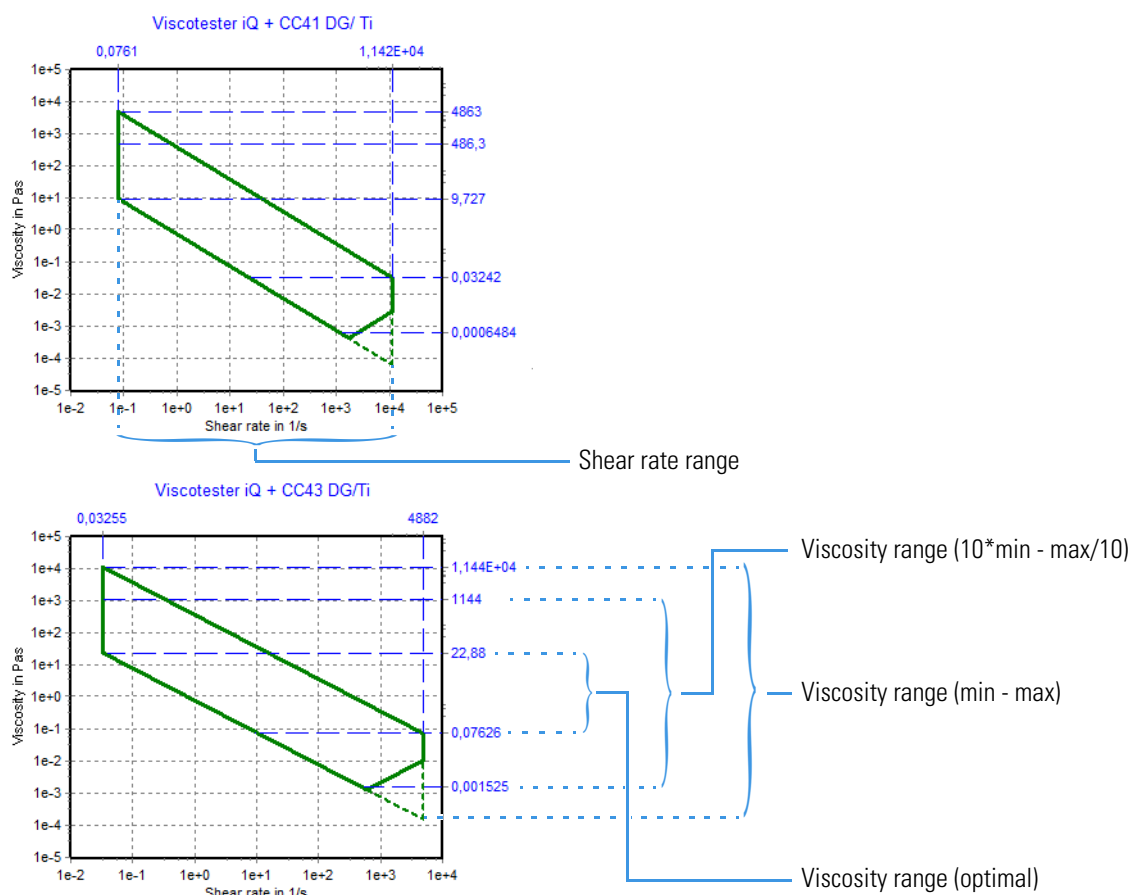 Viscotester iQ + CC41 DG/ Ti
0,0761 1,142E+04
1e+5
1e+4
1e+3
1e+2
1e+1
1e+0
1e-1
1e-2
1e-3
1e-4
1e-5
Viscosity in Pas
4863
486,3
9,727
0,03242
0,0006484
1e-2 1e-1 1e+0 1e+1 1e+2 1e+3 1e+4 1e+5
Shear rate in 1/s
Shear rate range
Viscotester iQ + CC43 DG/Ti
0,03255 4882
1e+5
1e+4
1e+3
1e+2
1e+1
1e+0
1e-1
1e-2
1e-3
1e-4
1e-5
Viscosity in Pas
1,144E+04
1144
22,88
0,07626
0,001525
1e-2 1e-1 1e+0 1e+1 1e+2 1e+3 1e+4
Shear rate in 1/s
Viscosity range (10*min - max/10)
Viscosity range (min - max)
Viscosity range (optimal)